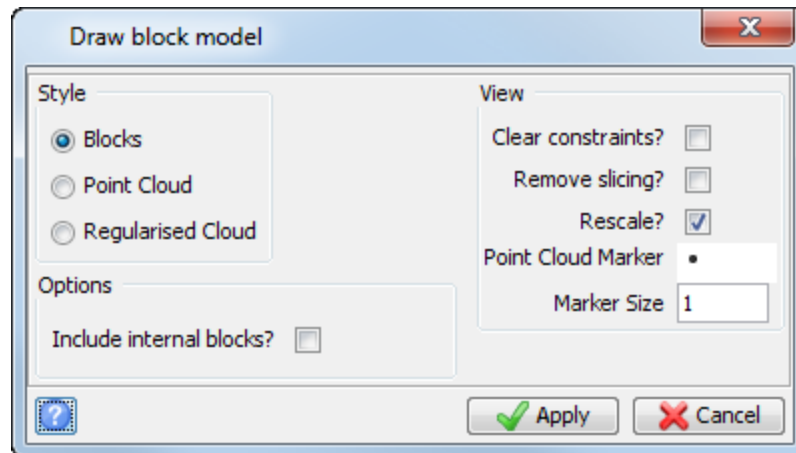 Draw block model
Style
Blocks
Point Cloud
Regularised Cloud
Options
Include internal blocks?
View
Clear constraints?
Remove slicing?
Rescale?
Point Cloud Marker
Marker Size 1
?
Apply
Cancel